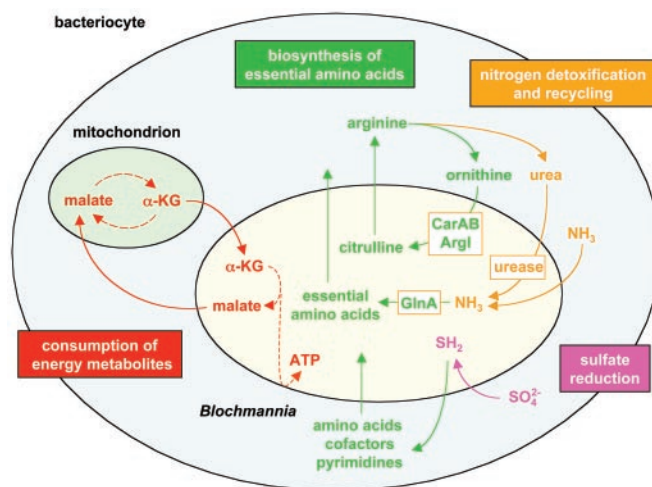 bacteriocyte
biosynthesis of
essential amino acids
nitrogen detoxification
and recycling
mitochondrion
arginine
malate
α-KG
ornithine
urea
CarAB
ArgI
citrulline
NH₃
urease
α-KG
malate
essential
amino acids
GlnA
NH₃
consumption of
energy metabolites
ATP
SH₂
sulfate
reduction
Blochmannia
SO₄²⁻
amino acids
cofactors
pyrimidines